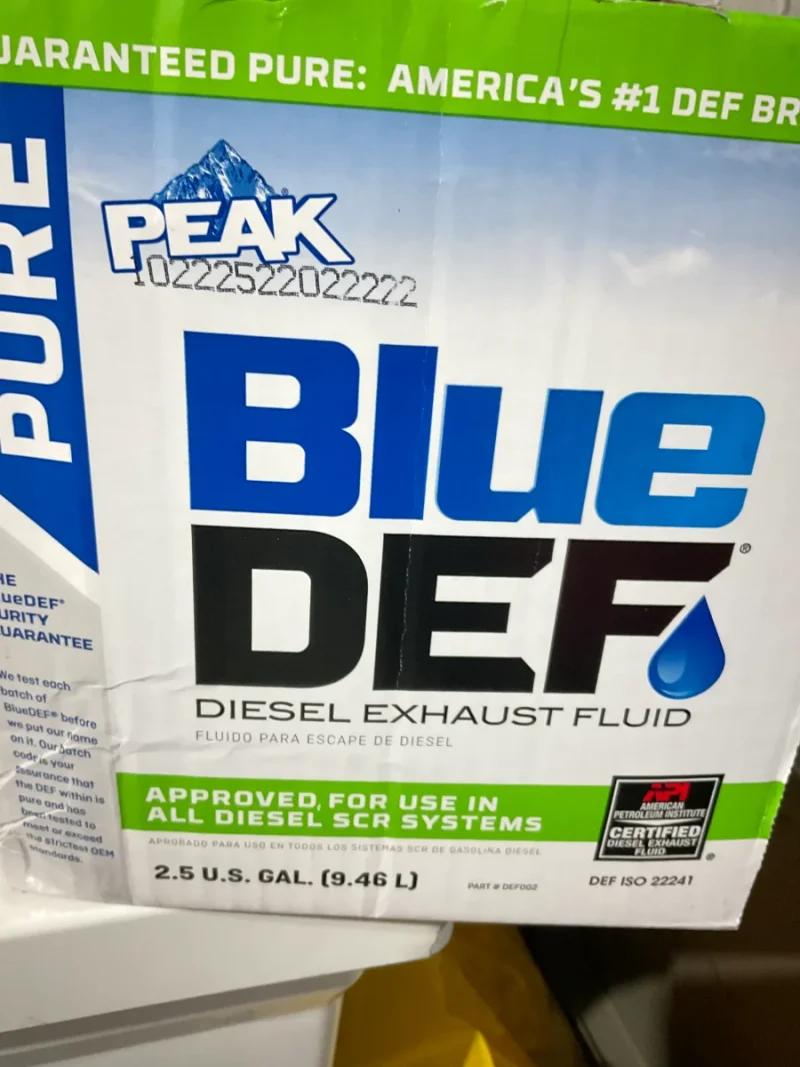 UARANTEED PURE: AMERICA'S #1 DEF BR
PURE
PEAK
10222522022222
Blue
DEF®
DIESEL EXHAUST FLUID
FLUIDO PARA ESCAPE DE DIESEL
HE
ueDEF®
URITY
UARANTEE
We test each
batch of
BlueDEF® before
we put our name
on it. Our batch
code is your
assurance that
the DEF within is
pure and has
been tested to
meet or exceed
the strictest OEM
standards.
APPROVED, FOR USE IN
ALL DIESEL SCR SYSTEMS
APROBADO PARA USO EN TODOS LOS SISTEMAS SCR DE GASOLINA DIESEL
2.5 U.S. GAL. (9.46 L)
PART # DEF002
API
AMERICAN
PETROLEUM INSTITUTE
CERTIFIED
DIESEL EXHAUST
FLUID
®
DEF ISO 22241